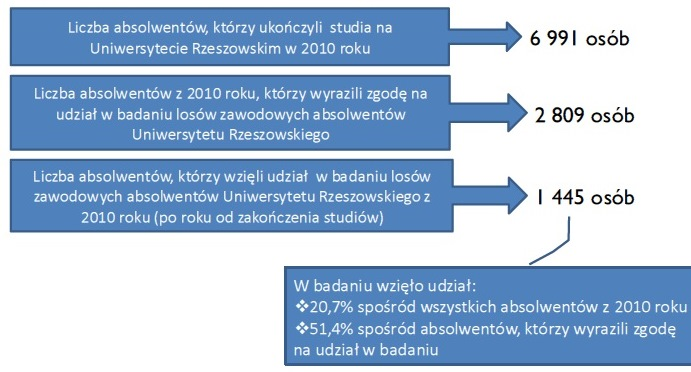 Liczba absolwentów, którzy ukończyli studia na
Uniwersytecie Rzeszowskim w 2010 roku
6 991 osób
Liczba absolwentów z 2010 roku, którzy wyrazili zgodę na
udział w badaniu losów zawodowych absolwentów
Uniwersytetu Rzeszowskiego
2 809 osób
Liczba absolwentów, którzy wzięli udział w badaniu losów
zawodowych absolwentów Uniwersytetu Rzeszowskiego z
2010 roku (po roku od zakończenia studiów)
1 445 osób
W badaniu wzięło udział:
❖20,7% spośród wszystkich absolwentów z 2010 roku
❖51,4% spośród absolwentów, którzy wyrazili zgodę
na udział w badaniu